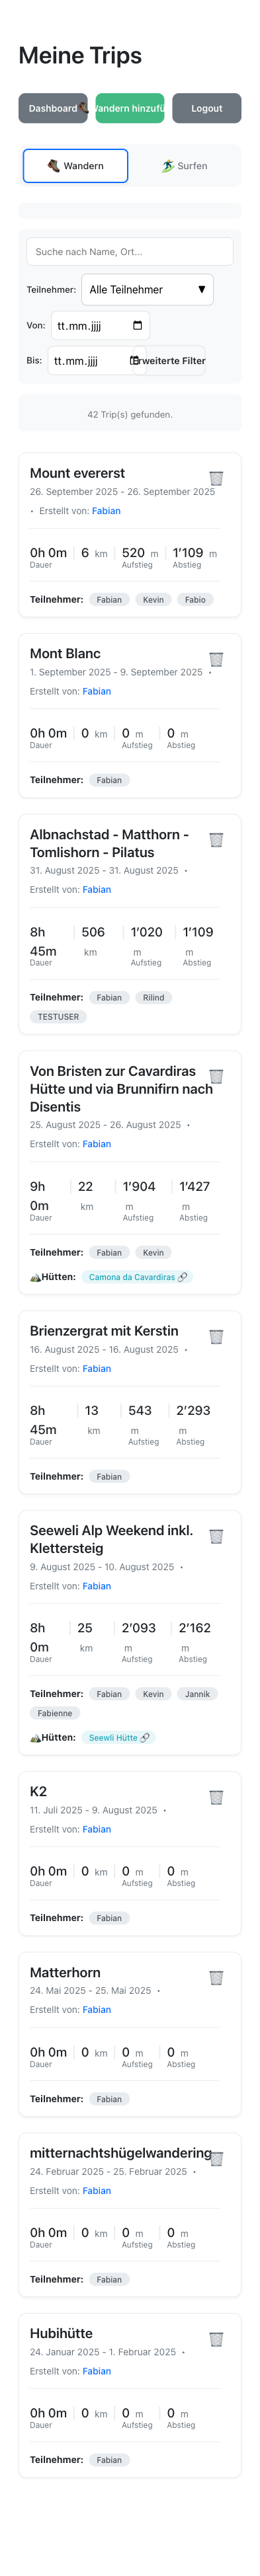 Meine Trips
Dashboard Wandern hinzufü Logout
Wandern Surfen
Suche nach Name, Ort...
Teilnehmer: Alle Teilnehmer
Von: tt.mm.jjjj
Bis: tt.mm.jjjj Erweiterte Filter
42 Trip(s) gefunden.
Mount evererst
26. September 2025 - 26. September 2025
• Erstellt von: Fabian
0h 0m 6 km 520 m 1’109 m
Dauer Aufstieg Abstieg
Teilnehmer: Fabian Kevin Fabio
Mont Blanc
1. September 2025 - 9. September 2025 •
Erstellt von: Fabian
0h 0m 0 km 0 m 0 m
Dauer Aufstieg Abstieg
Teilnehmer: Fabian
Albnachstad - Matthorn -
Tomlishorn - Pilatus
31. August 2025 - 31. August 2025 •
Erstellt von: Fabian
8h 506 1’020 1’109
45m km m m
Dauer Aufstieg Abstieg
Teilnehmer: Fabian Rilind
TESTUSER
Von Bristen zur Cavardiras
Hütte und via Brunnifirn nach
Disentis
25. August 2025 - 26. August 2025 •
Erstellt von: Fabian
9h 22 1’904 1’427
0m km m m
Dauer Aufstieg Abstieg
Teilnehmer: Fabian Kevin
Hütten: Camona da Cavardiras
Brienzergrat mit Kerstin
16. August 2025 - 16. August 2025 •
Erstellt von: Fabian
8h 13 543 2’293
45m km m m
Dauer Aufstieg Abstieg
Teilnehmer: Fabian
Seeweli Alp Weekend inkl.
Klettersteig
9. August 2025 - 10. August 2025 •
Erstellt von: Fabian
8h 25 2’093 2’162
0m km m m
Dauer Aufstieg Abstieg
Teilnehmer: Fabian Kevin Jannik
Fabienne
Hütten: Seewli Hütte
K2
11. Juli 2025 - 9. August 2025 •
Erstellt von: Fabian
0h 0m 0 km 0 m 0 m
Dauer Aufstieg Abstieg
Teilnehmer: Fabian
Matterhorn
24. Mai 2025 - 25. Mai 2025 •
Erstellt von: Fabian
0h 0m 0 km 0 m 0 m
Dauer Aufstieg Abstieg
Teilnehmer: Fabian
mitternachtshügelwandering
24. Februar 2025 - 25. Februar 2025 •
Erstellt von: Fabian
0h 0m 0 km 0 m 0 m
Dauer Aufstieg Abstieg
Teilnehmer: Fabian
Hubihütte
24. Januar 2025 - 1. Februar 2025 •
Erstellt von: Fabian
0h 0m 0 km 0 m 0 m
Dauer Aufstieg Abstieg
Teilnehmer: Fabian